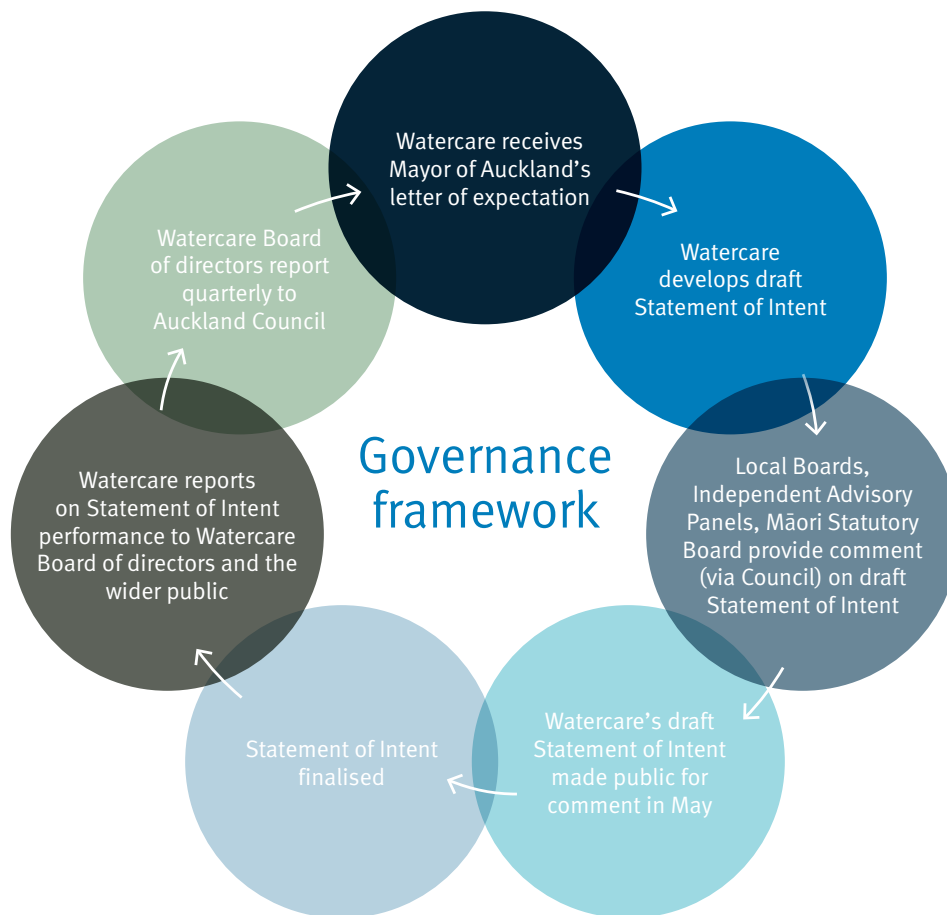 Watercare receives
Mayor of Auckland's
letter of expectation
Watercare
develops draft
Statement of Intent
Local Boards,
Independent Advisory
Panels, Māori Statutory
Board provide comment
(via Council) on draft
Statement of Intent
Watercare’s draft
Statement of Intent
made public for
comment in May
Statement of Intent
finalised
Watercare reports
on Statement of Intent
performance to Watercare
Board of directors and the
wider public
Watercare Board
of directors report
quarterly to
Auckland Council
Governance
framework